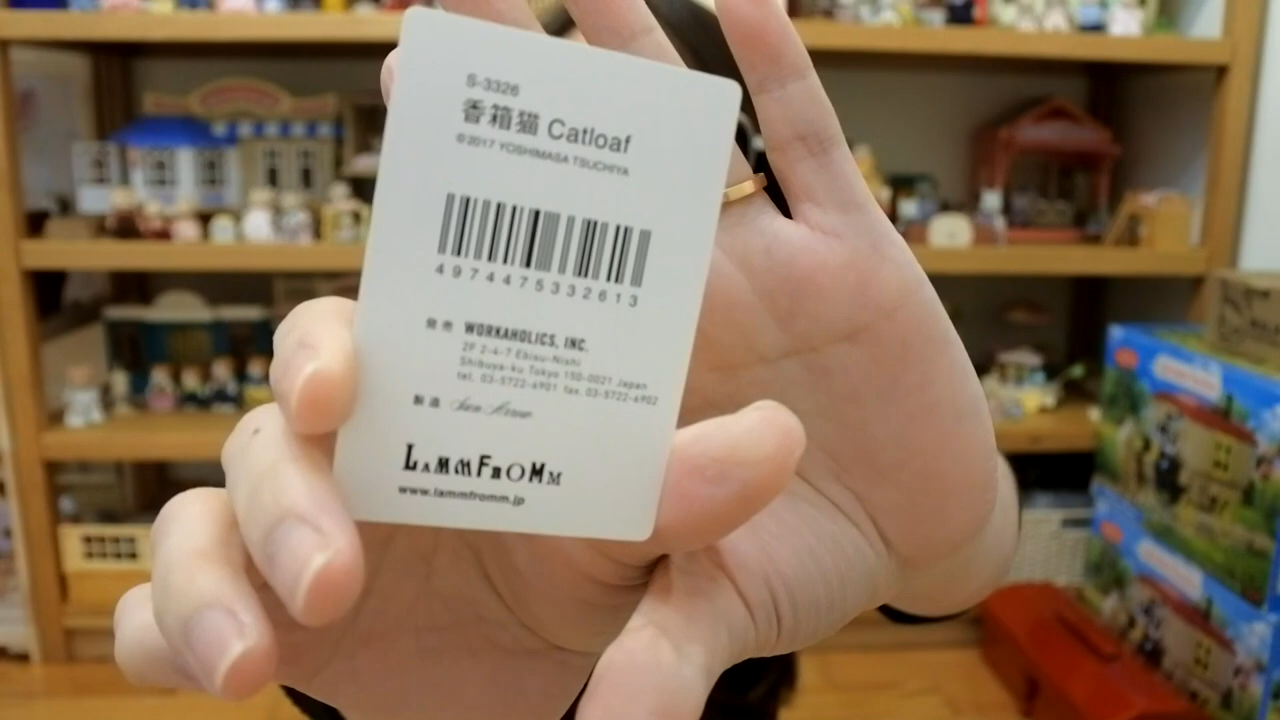 S-3326
香箱猫 Catloaf
©2017 YOSHIMASA TSUCHIYA
4974475332613
発売 WORKAHOLICS, INC.
2F 2-4-7 Ebisu-Nishi
Shibuya-ku Tokyo 150-0021 Japan
tel. 03-5722-6901 fax. 03-5722-6902
製造
LAMMFROMM
www.lammfromm.jp